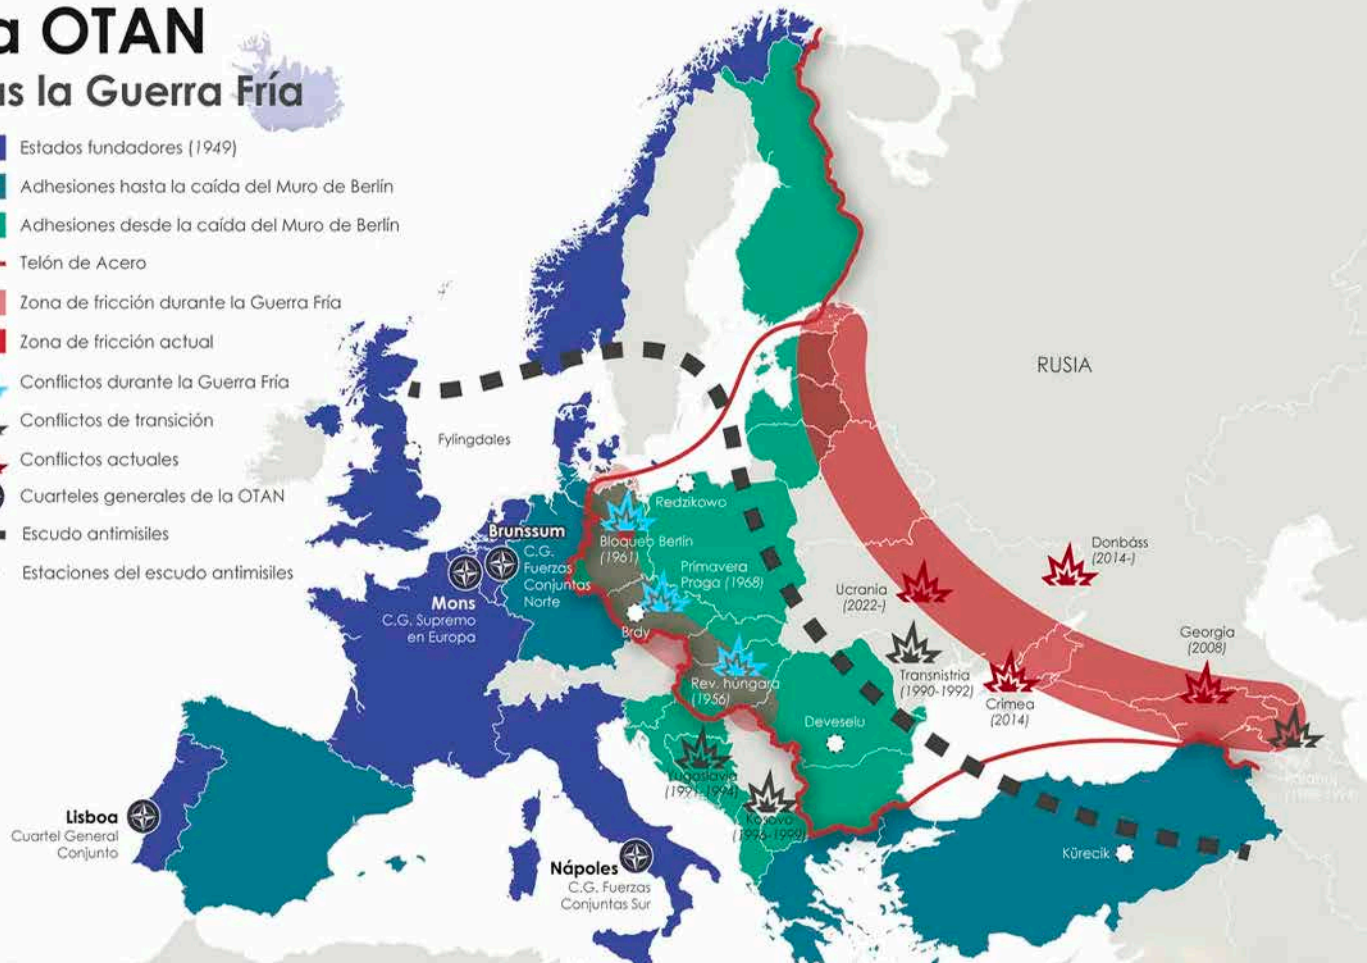 a OTAN
as la Guerra Fría
Estados fundadores (1949)
Adhesiones hasta la caída del Muro de Berlín
Adhesiones desde la caída del Muro de Berlín
Telón de Acero
Zona de fricción durante la Guerra Fría
Zona de fricción actual
Conflictos durante la Guerra Fría
Conflictos de transición
Conflictos actuales
Cuarteles generales de la OTAN
Escudo antimisiles
Estaciones del escudo antimisiles
RUSIA
Fylingdales
Redzikowo
Brunssum
C.G.
Fuerzas
Conjuntas
Norte
Bloqueo Berlín
(1961)
Primavera
Praga (1968)
Donbáss
(2014-)
Ucrania
(2022-)
Mons
C.G. Supremo
en Europa
Brdy
Georgia
(2008)
Transnistria
(1990-1992)
Rev. húngara
(1956)
Crimea
(2014)
Deveselu
Yugoslavia
(1991-1994)
Kosovo
(1996-1999)
Lisboa
Cuartel General
Conjunto
Nápoles
C.G. Fuerzas
Conjuntas Sur
Kürecik